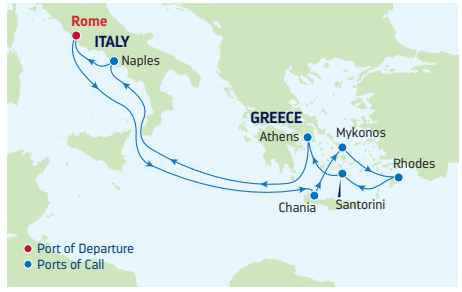 Rome
ITALY
Naples
GREECE
Athens
Mykonos
Rhodes
Chania
Santorini
Port of Departure
Ports of Call